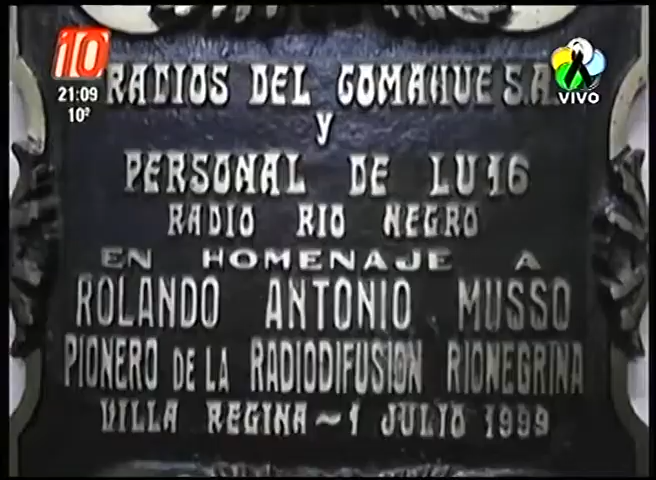 10
21:09
10º
VIVO
RADIOS DEL COMAHUE S.A.
y
PERSONAL DE LU16
RADIO RIO NEGRO
EN HOMENAJE A
ROLANDO ANTONIO MUSSO
PIONERO DE LA RADIODIFUSION RIONEGRINA
VILLA REGINA ~ 1 JULIO 1999